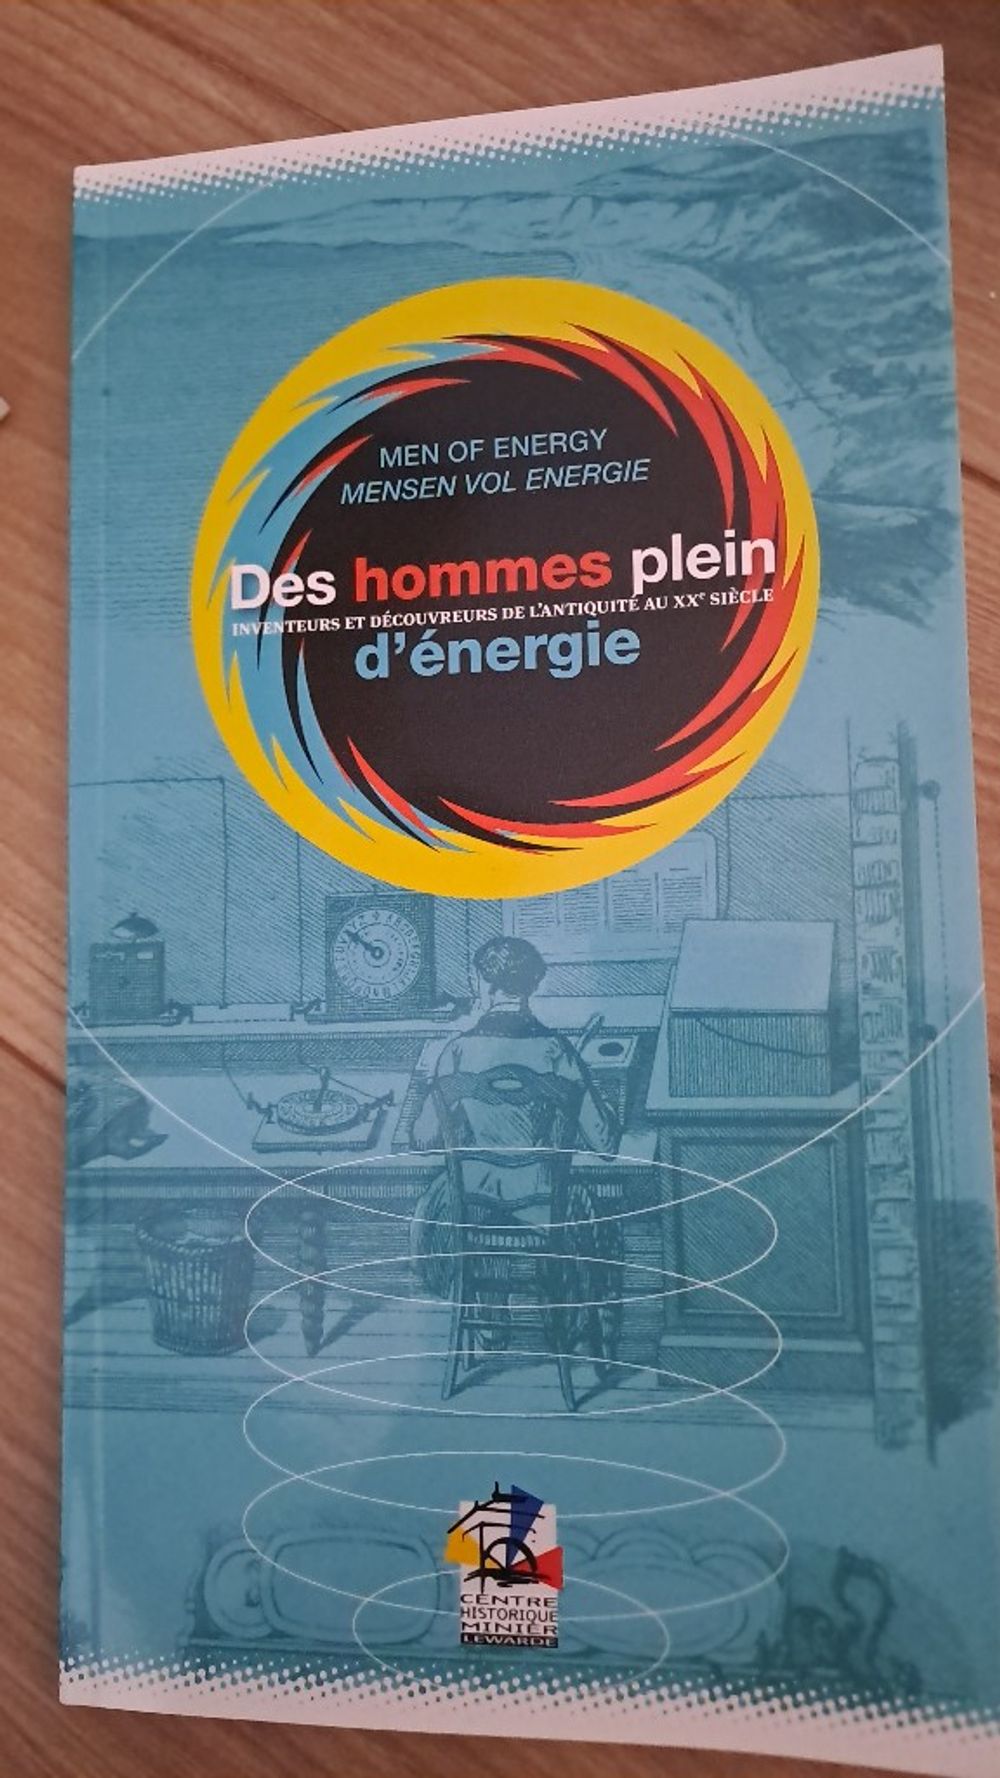 MEN OF ENERGY
MENSEN VOL ENERGIE
Des hommes plein
INVENTEURS ET DÉCOUVREURS DE L'ANTIQUITÉ AU XXe SIÈCLE
d'énergie
CENTRE
HISTORIQUE
MINIER
LEWARDE